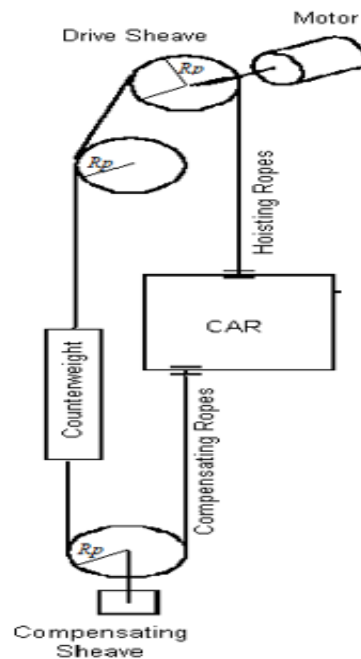 Motor
Drive Sheave
Rp
Rp
Hoisting Ropes
CAR
Counterweight
Compensating Ropes
Rp
Compensating
Sheave